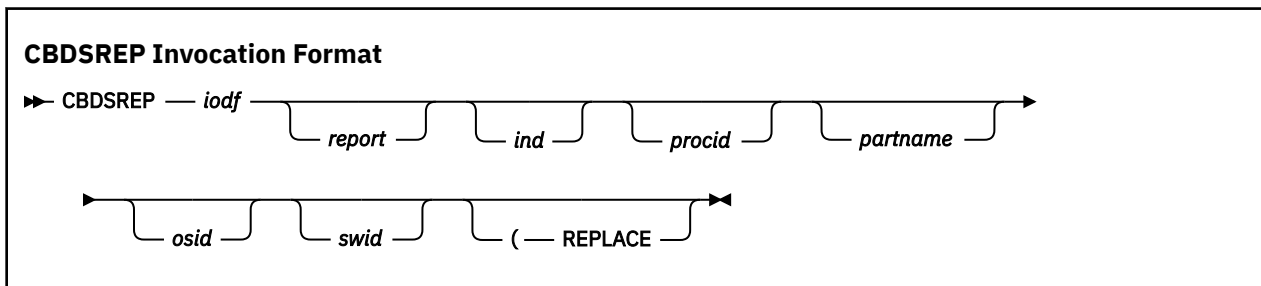 CBDSREP Invocation Format
CBDSREP iodf
report ind procid partname
osid swid ( REPLACE